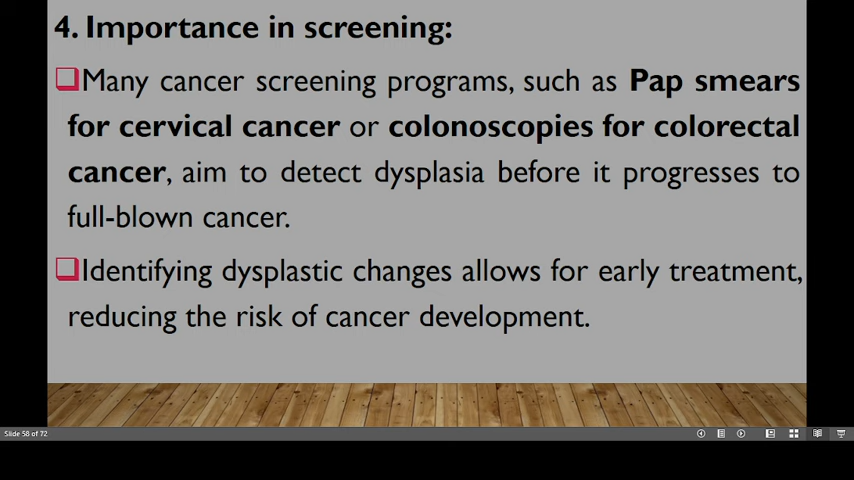 4. Importance in screening:
Many cancer screening programs, such as Pap smears
for cervical cancer or colonoscopies for colorectal
cancer, aim to detect dysplasia before it progresses to
full-blown cancer.
Identifying dysplastic changes allows for early treatment,
reducing the risk of cancer development.
Slide 58 of 72